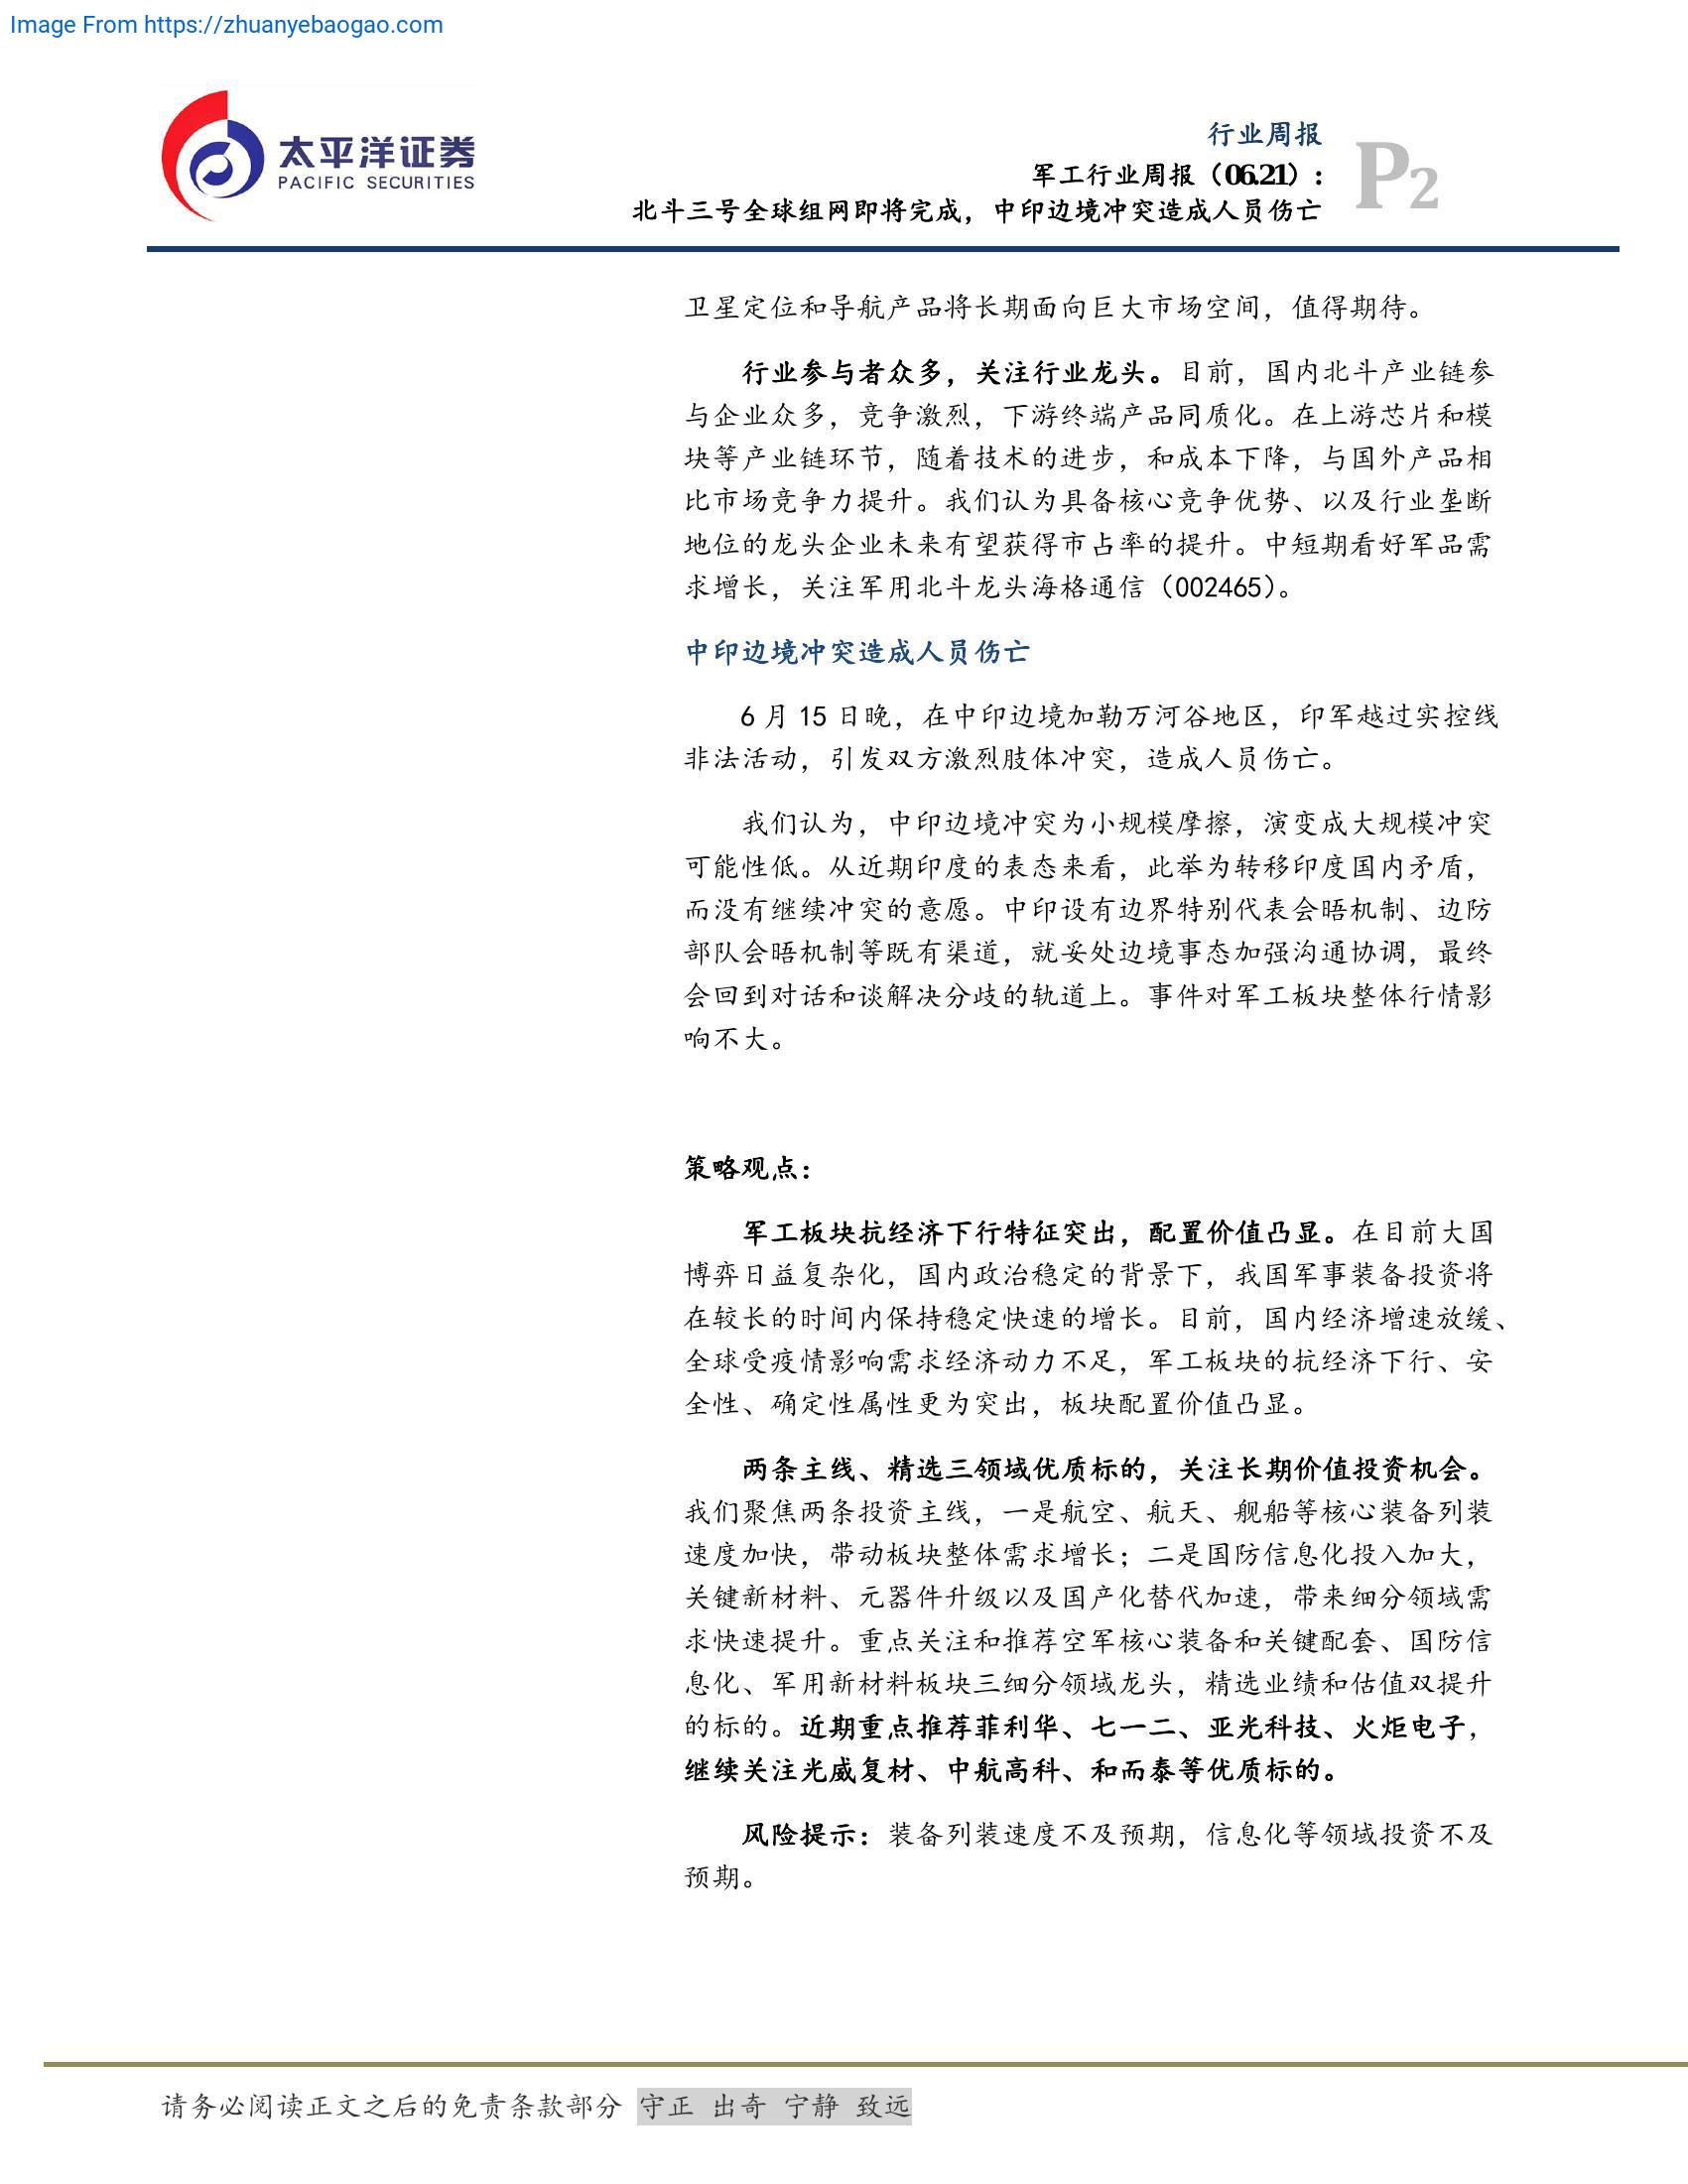 Image From https://zhuanyebaogao.com
太平洋证券
PACIFIC SECURITIES
行业周报
军工行业周报（06.21）：
北斗三号全球组网即将完成，中印边境冲突造成人员伤亡
P2
卫星定位和导航产品将长期面向巨大市场空间，值得期待。
行业参与者众多，关注行业龙头。目前，国内北斗产业链参
与企业众多，竞争激烈，下游终端产品同质化。在上游芯片和模
块等产业链环节，随着技术的进步，和成本下降，与国外产品相
比市场竞争力提升。我们认为具备核心竞争优势、以及行业垄断
地位的龙头企业未来有望获得市占率的提升。中短期看好军品需
求增长，关注军用北斗龙头海格通信（002465）。
中印边境冲突造成人员伤亡
6 月 15 日晚，在中印边境加勒万河谷地区，印军越过实控线
非法活动，引发双方激烈肢体冲突，造成人员伤亡。
我们认为，中印边境冲突为小规模摩擦，演变成大规模冲突
可能性低。从近期印度的表态来看，此举为转移印度国内矛盾，
而没有继续冲突的意愿。中印设有边界特别代表会晤机制、边防
部队会晤机制等既有渠道，就妥处边境事态加强沟通协调，最终
会回到对话和谈解决分歧的轨道上。事件对军工板块整体行情影
响不大。
策略观点：
军工板块抗经济下行特征突出，配置价值凸显。在目前大国
博弈日益复杂化，国内政治稳定的背景下，我国军事装备投资将
在较长的时间内保持稳定快速的增长。目前，国内经济增速放缓、
全球受疫情影响需求经济动力不足，军工板块的抗经济下行、安
全性、确定性属性更为突出，板块配置价值凸显。
两条主线、精选三领域优质标的，关注长期价值投资机会。
我们聚焦两条投资主线，一是航空、航天、舰船等核心装备列装
速度加快，带动板块整体需求增长；二是国防信息化投入加大，
关键新材料、元器件升级以及国产化替代加速，带来细分领域需
求快速提升。重点关注和推荐空军核心装备和关键配套、国防信
息化、军用新材料板块三细分领域龙头，精选业绩和估值双提升
的标的。近期重点推荐菲利华、七一二、亚光科技、火炬电子，
继续关注光威复材、中航高科、和而泰等优质标的。
风险提示：装备列装速度不及预期，信息化等领域投资不及
预期。
请务必阅读正文之后的免责条款部分 守正 出奇 宁静 致远